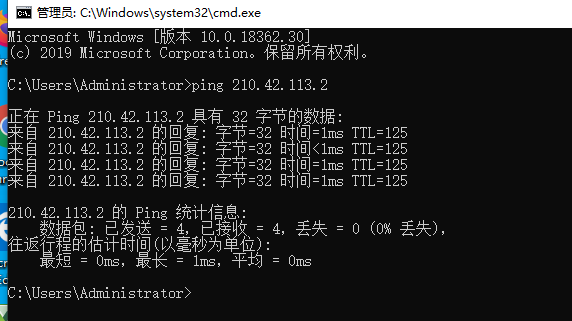 管理员: C:\Windows\system32\cmd.exe
Microsoft Windows [版本 10.0.18362.30]
(c) 2019 Microsoft Corporation。保留所有权利。
C:\Users\Administrator>ping 210.42.113.2
正在 Ping 210.42.113.2 具有 32 字节的数据:
来自 210.42.113.2 的回复: 字节=32 时间=1ms TTL=125
来自 210.42.113.2 的回复: 字节=32 时间<1ms TTL=125
来自 210.42.113.2 的回复: 字节=32 时间=1ms TTL=125
来自 210.42.113.2 的回复: 字节=32 时间=1ms TTL=125
210.42.113.2 的 Ping 统计信息:
数据包: 已发送 = 4, 已接收 = 4, 丢失 = 0 (0% 丢失),
往返行程的估计时间(以毫秒为单位):
最短 = 0ms, 最长 = 1ms, 平均 = 0ms
C:\Users\Administrator>